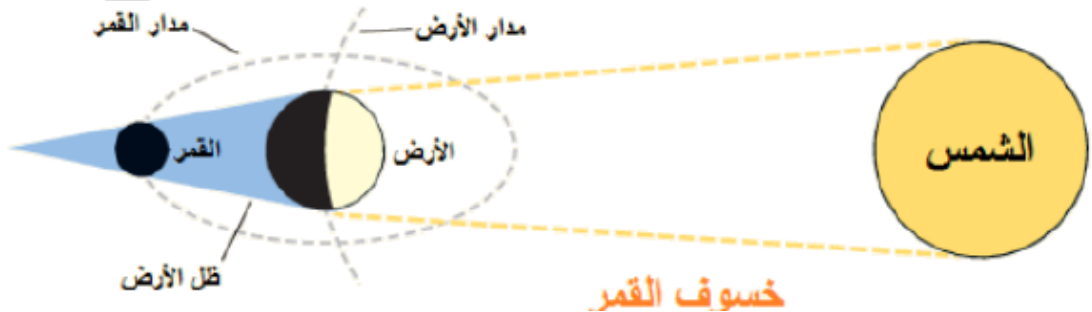 مدار الأرض
مدار القمر
الشمس
الأرض
القمر
ظل الأرض
خسوف القمر